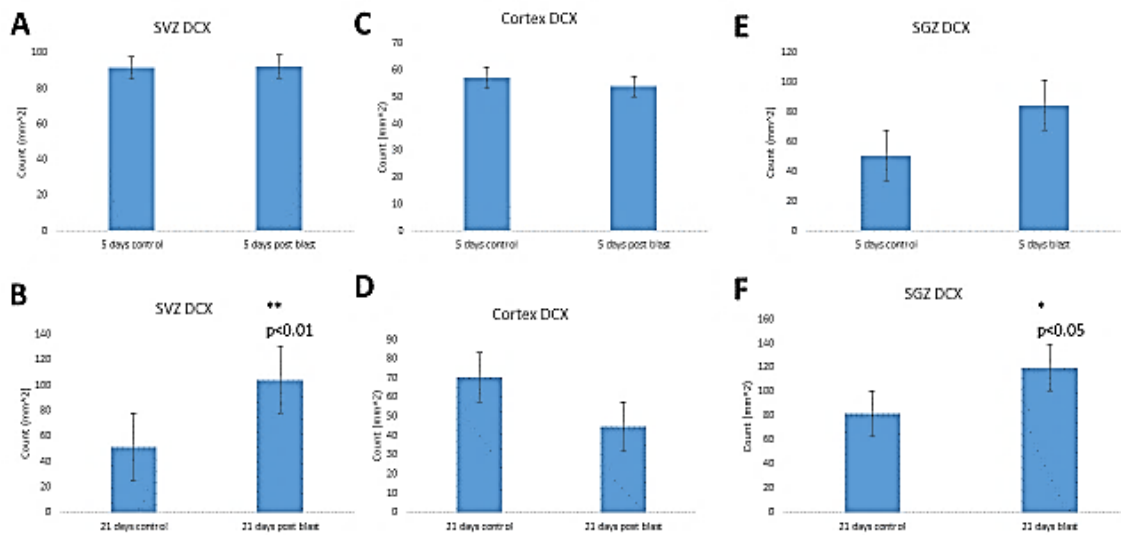 A
SVZ DCX
100
80
60
40
20
0
Count (mm^2)
5 days control
5 days post blast
C
Cortex DCX
70
60
50
40
30
20
10
0
Count (mm^2)
5 days control
5 days post blast
E
SGZ DCX
120
100
80
60
40
20
0
Count (mm^2)
5 days control
5 days blast
B
SVZ DCX
**
p<0.01
140
120
100
80
60
40
20
0
Count (mm^2)
21 days control
21 days post blast
D
Cortex DCX
90
80
70
60
50
40
30
20
10
0
Count (mm^2)
21 days control
21 days post blast
F
SGZ DCX
*
p<0.05
160
140
120
100
80
60
40
20
0
Count (mm^2)
21 days control
21 days blast